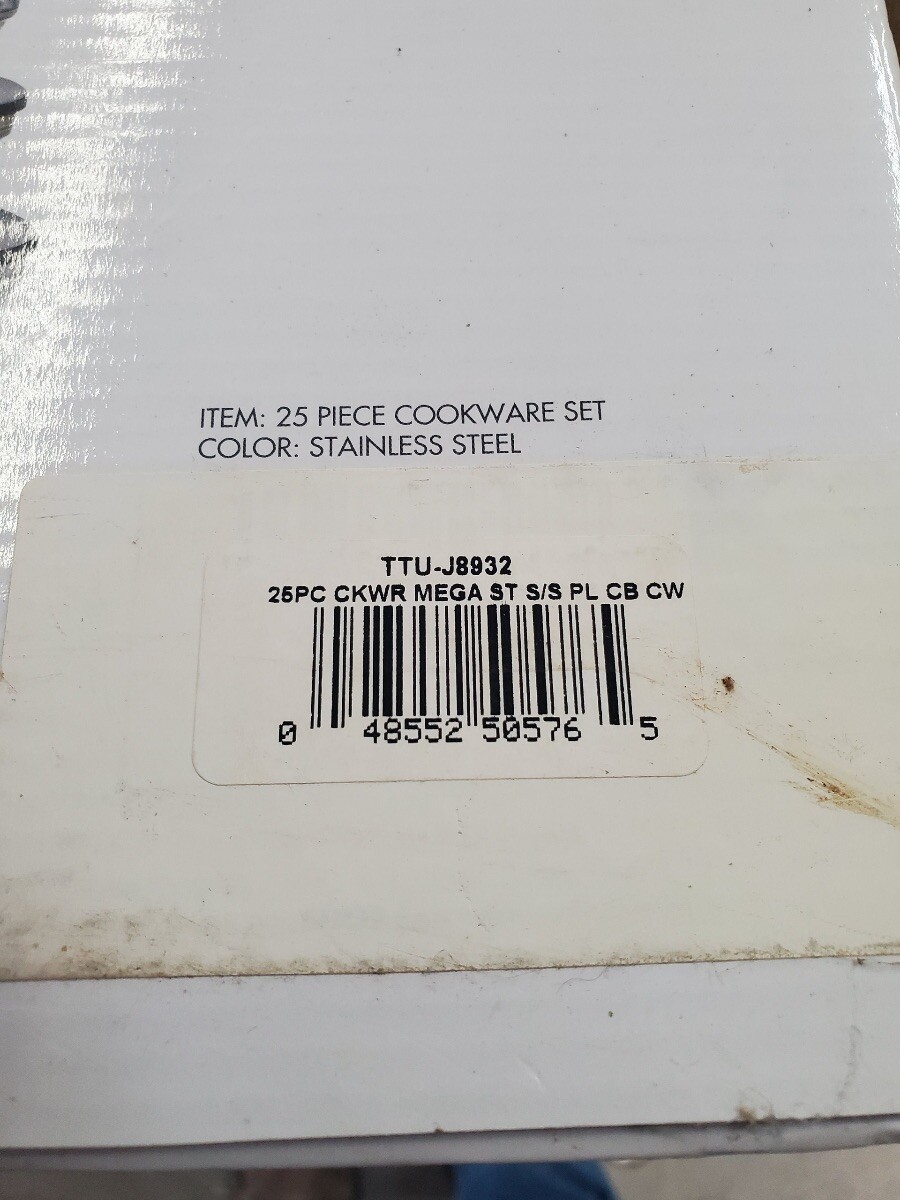 ITEM: 25 PIECE COOKWARE SET
COLOR: STAINLESS STEEL
TTU-J8932
25PC CKWR MEGA ST S/S PL CB CW
0 48552 50576 5